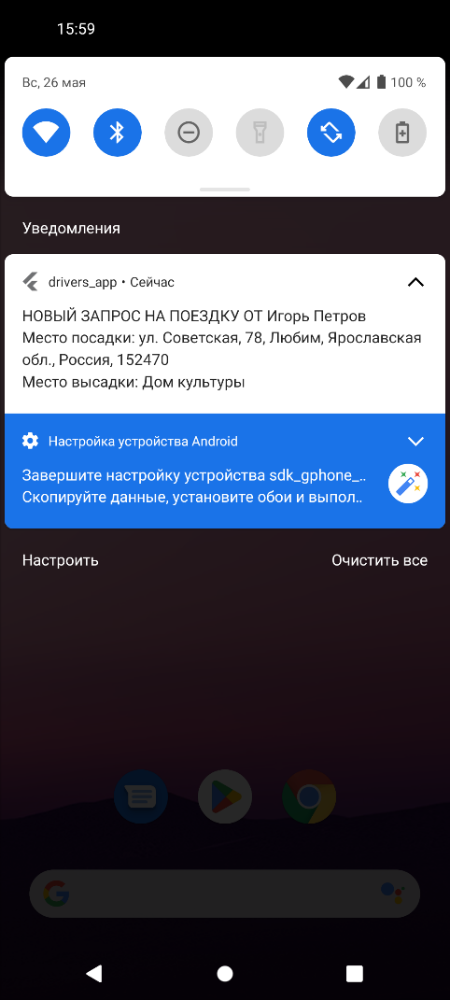 15:59
Вс, 26 мая
100 %
Уведомления
drivers_app • Сейчас
НОВЫЙ ЗАПРОС НА ПОЕЗДКУ ОТ Игорь Петров
Место посадки: ул. Советская, 78, Любим, Ярославская
обл., Россия, 152470
Место высадки: Дом культуры
Настройка устройства Android
Завершите настройку устройства sdk_gphone_..
Скопируйте данные, установите обои и выпол..
Настроить
Очистить все